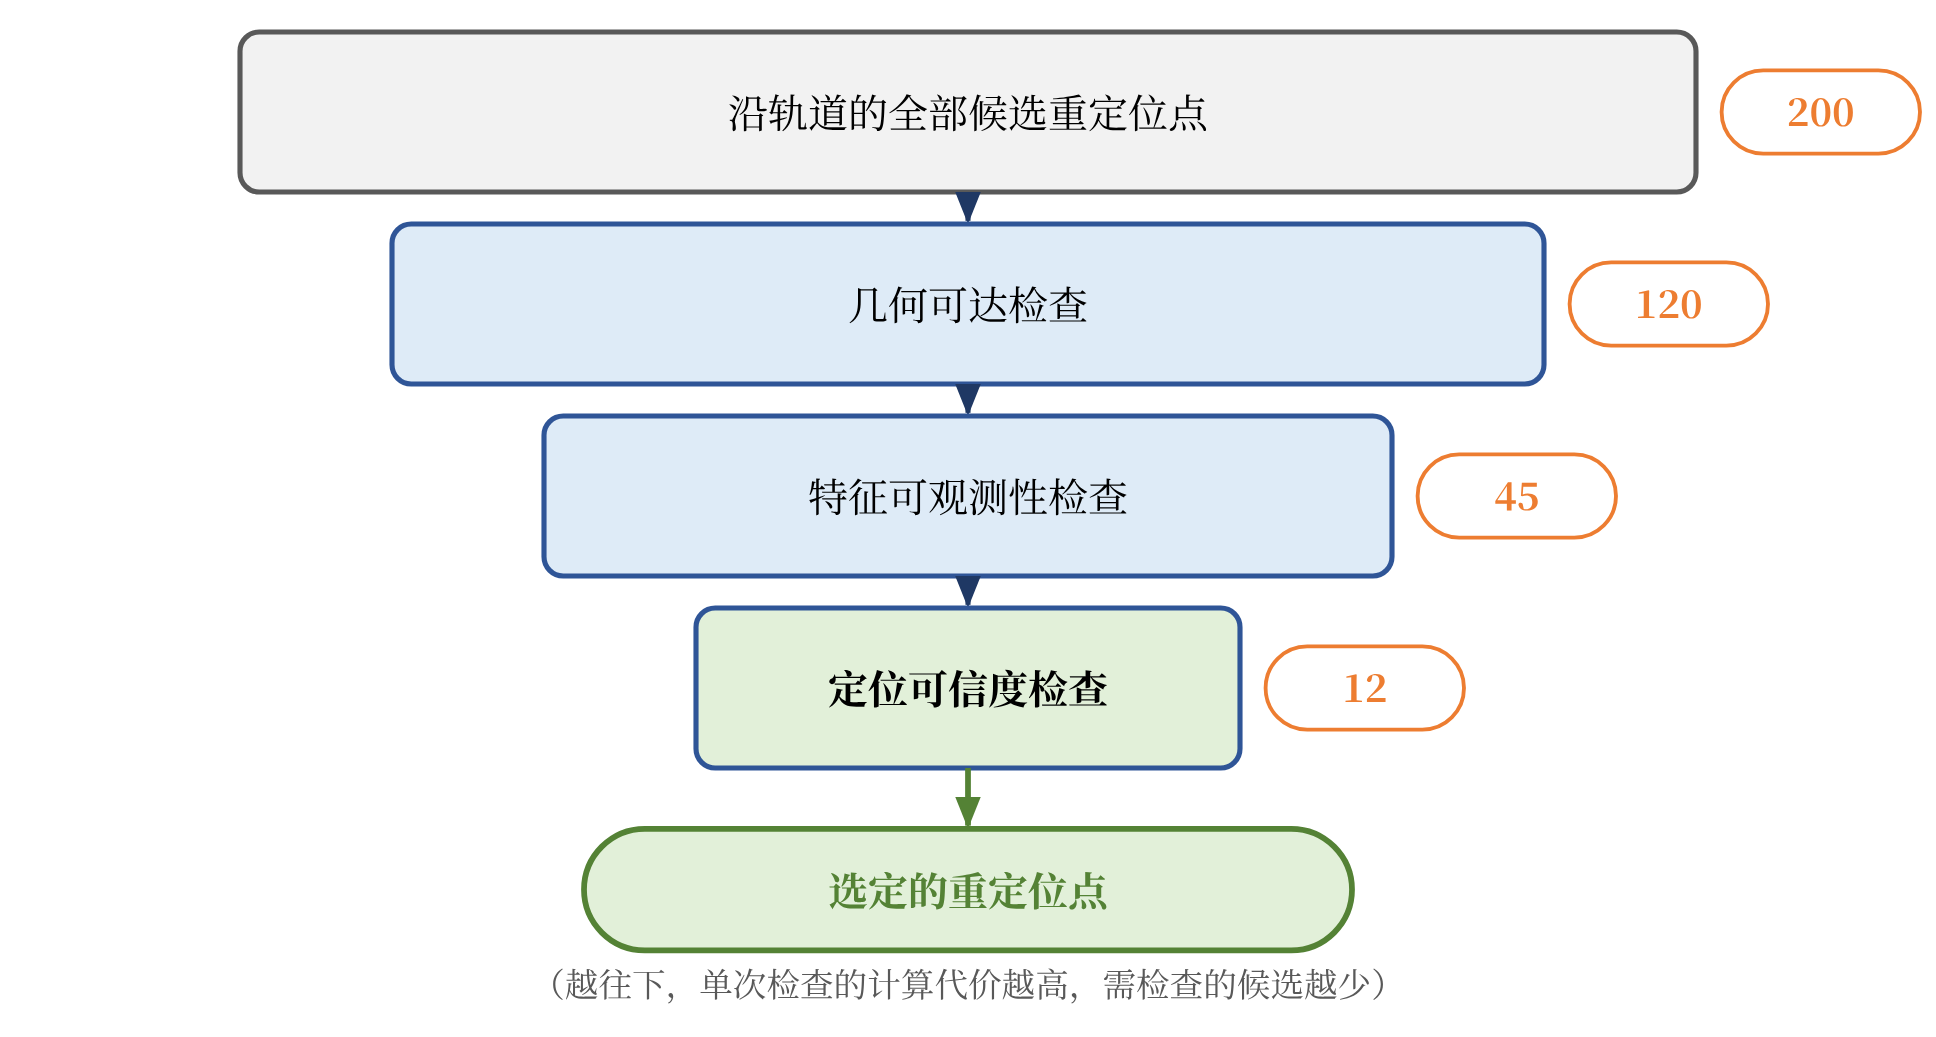 沿轨道的全部候选重定位点
200
几何可达检查
120
特征可观测性检查
45
定位可信度检查
12
选定的重定位点
（越往下，单次检查的计算代价越高，需检查的候选越少）